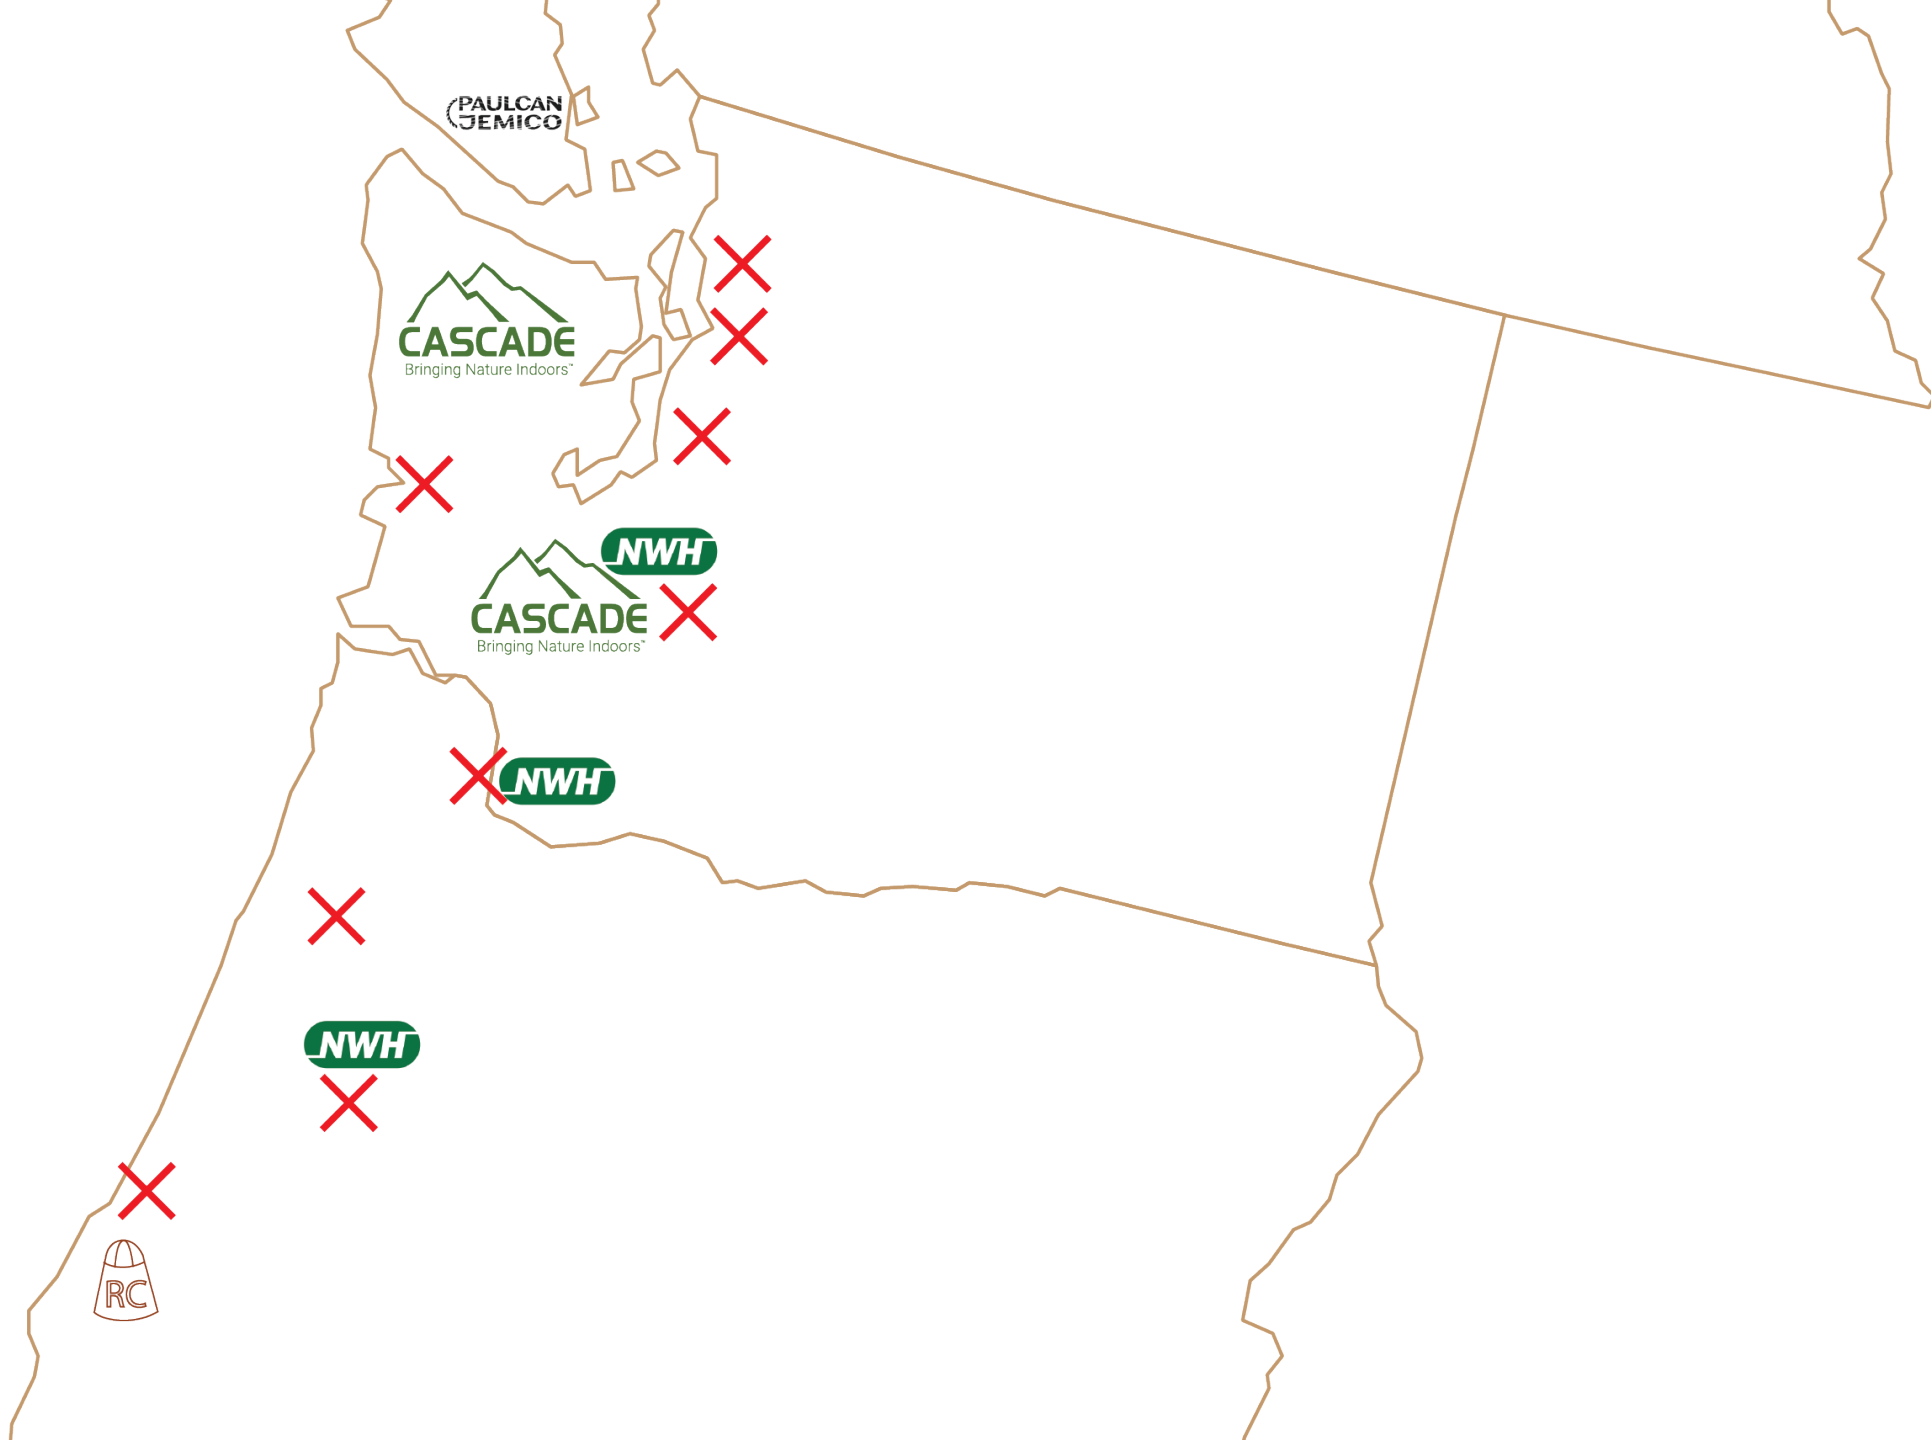 PAULCAN
JEMICO
CASCADE
Bringing Nature Indoors™
NWH
CASCADE
Bringing Nature Indoors™
NWH
NWH
RC